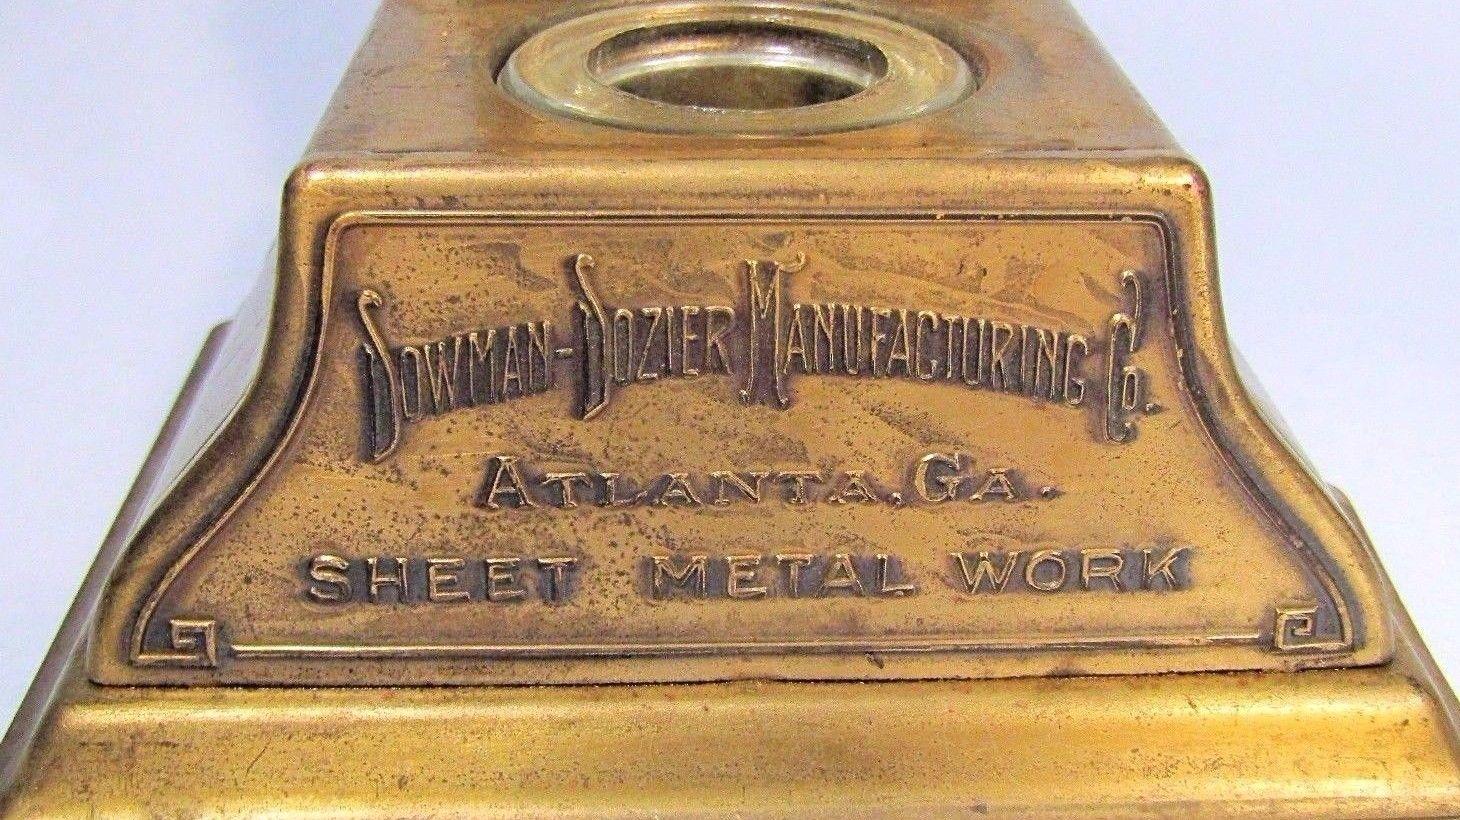 DOWMAN-DOZIER MANUFACTURING CO.
ATLANTA, GA.
SHEET METAL WORK